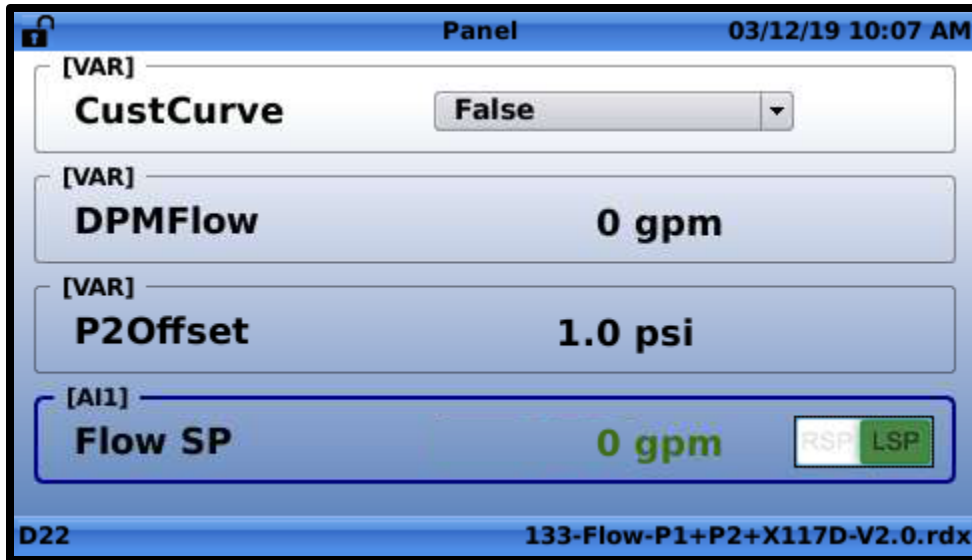 Panel 03/12/19 10:07 AM
[VAR]
CustCurve False
[VAR]
DPMFlow 0 gpm
[VAR]
P2Offset 1.0 psi
[AI1]
Flow SP 0 gpm RSP LSP
D22 133-Flow-P1+P2+X117D-V2.0.rdx